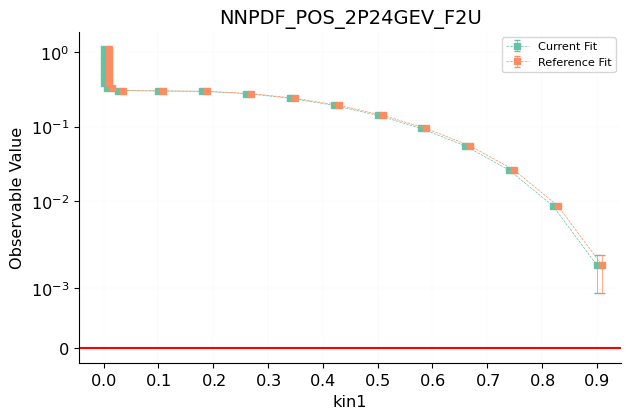 NNPDF_POS_2P24GEV_F2U
Current Fit
Reference Fit
Observable Value
10⁰
10⁻¹
10⁻²
10⁻³
0
0.0 0.1 0.2 0.3 0.4 0.5 0.6 0.7 0.8 0.9
kin1